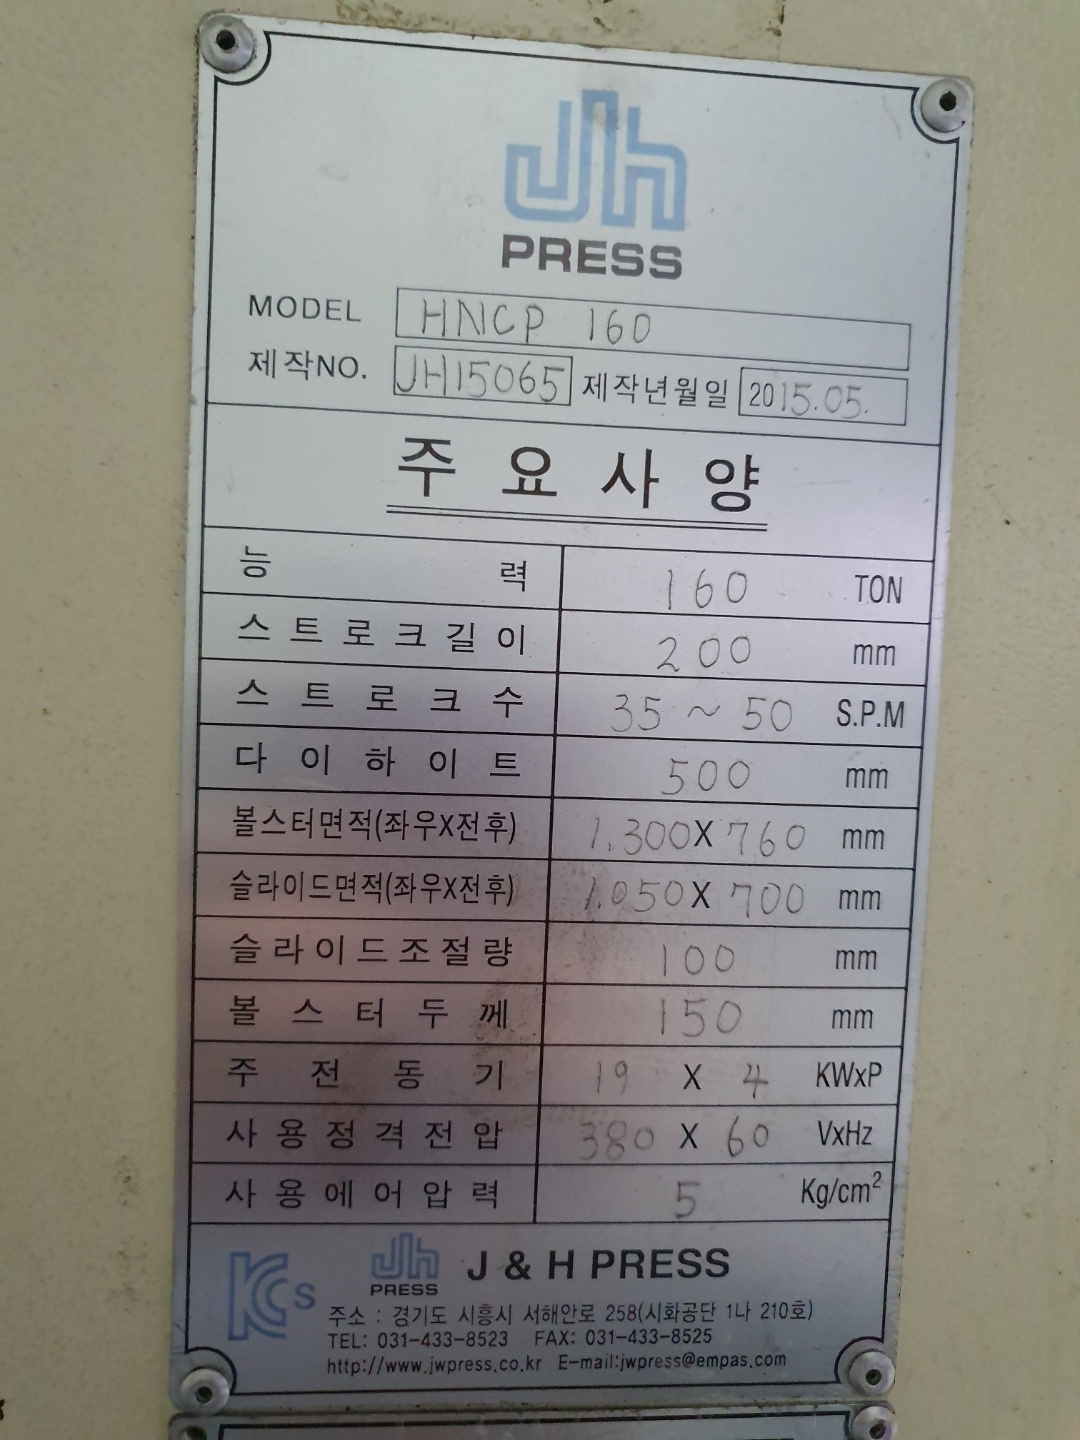 Jh
PRESS
MODEL HNCP 160
제작NO. JH15065 제작년월일 2015.05.
주요사양
능력 160 TON
스트로크길이 200 mm
스트로크수 35 ~ 50 S.P.M
다이하이트 500 mm
볼스터면적(좌우X전후) 1,300 X 760 mm
슬라이드면적(좌우X전후) 1.050 X 700 mm
슬라이드조절량 100 mm
볼스터두께 150 mm
주전동기 19 X 4 KWxP
사용정격전압 380 X 60 VxHz
사용에어압력 5 Kg/cm²
KCs Jh PRESS J & H PRESS
주소 : 경기도 시흥시 서해안로 258(시화공단 1나 210호)
TEL: 031-433-8523 FAX: 031-433-8525
http://www.jwpress.co.kr E-mail:jwpress@empas.com